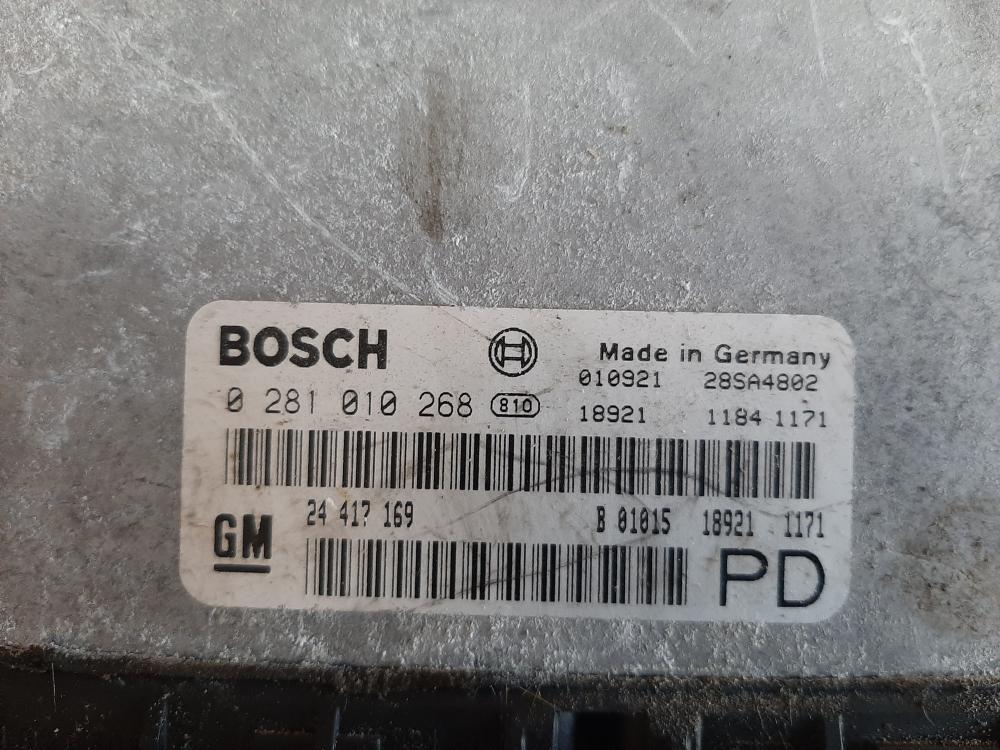 BOSCH
Made in Germany
010921 28SA4802
0 281 010 268 810
18921 1184 1171
24 417 169 B 01015 18921 1171
GM
PD